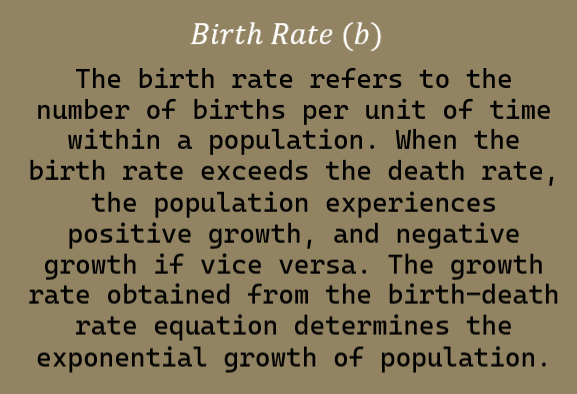 Birth Rate (b)
The birth rate refers to the
number of births per unit of time
within a population. When the
birth rate exceeds the death rate,
the population experiences
positive growth, and negative
growth if vice versa. The growth
rate obtained from the birth–death
rate equation determines the
exponential growth of population.